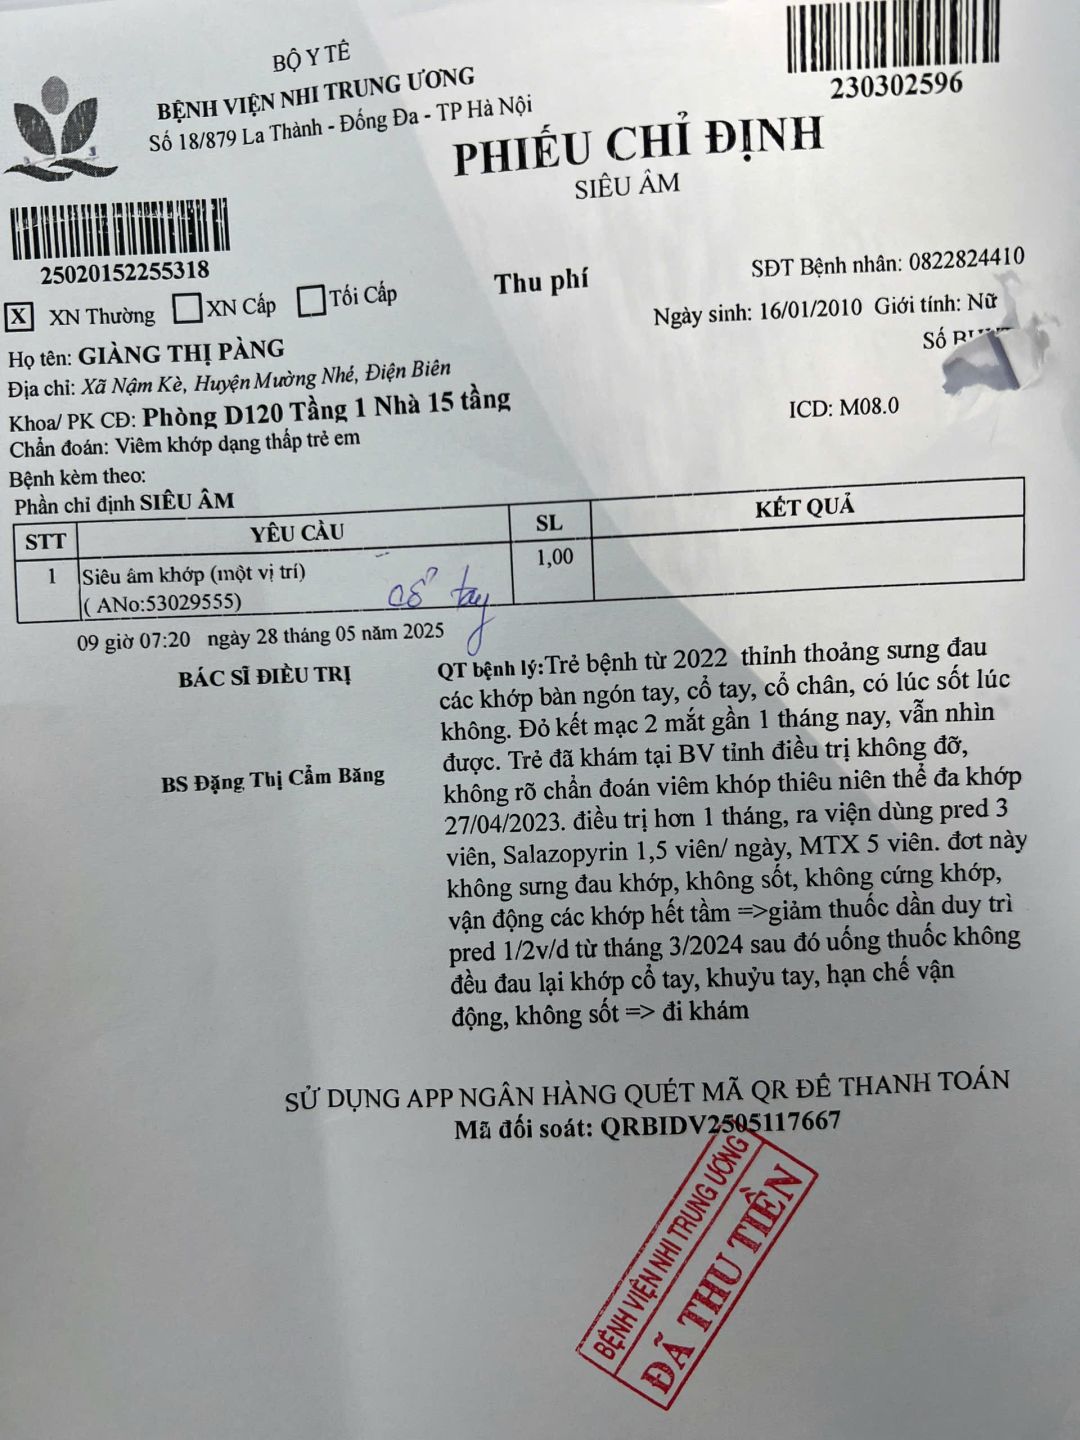 BỘ Y TÊ
BỆNH VIỆN NHI TRUNG ƯƠNG
Số 18/879 La Thành - Đống Đa - TP Hà Nội
230302596
PHIẾU CHỈ ĐỊNH
SIÊU ÂM
25020152255318
Thu phí
SĐT Bệnh nhân: 0822824410
X XN Thường XN Cấp Tối Cấp
Ngày sinh: 16/01/2010 Giới tính: Nữ
Số
Họ tên: GIÀNG THỊ PÀNG
Địa chỉ: Xã Nậm Kè, Huyện Mường Nhé, Điện Biên
Khoa/ PK CĐ: Phòng D120 Tầng 1 Nhà 15 tầng
ICD: M08.0
Chẩn đoán: Viêm khớp dạng thấp trẻ em
Bệnh kèm theo:
Phần chỉ định SIÊU ÂM
STT YÊU CẦU SL KẾT QUẢ
1 Siêu âm khớp (một vị trí) 1,00
( ANo:53029555) cổ tay
09 giờ 07:20 ngày 28 tháng 05 năm 2025
BÁC SĨ ĐIỀU TRỊ
BS Đặng Thị Cẩm Băng
QT bệnh lý:Trẻ bệnh từ 2022 thỉnh thoảng sưng đau
các khớp bàn ngón tay, cổ tay, cổ chân, có lúc sốt lúc
không. Đỏ kết mạc 2 mắt gần 1 tháng nay, vẫn nhìn
được. Trẻ đã khám tại BV tỉnh điều trị không đỡ,
không rõ chẩn đoán viêm khóp thiêu niên thể đa khớp
27/04/2023. điều trị hơn 1 tháng, ra viện dùng pred 3
viên, Salazopyrin 1,5 viên/ ngày, MTX 5 viên. đơt này
không sưng đau khớp, không sốt, không cứng khớp,
vận động các khớp hết tầm =>giảm thuốc dần duy trì
pred 1/2v/d từ tháng 3/2024 sau đó uống thuốc không
đều đau lại khớp cổ tay, khuỷu tay, hạn chế vận
động, không sốt => đi khám
SỬ DỤNG APP NGÂN HÀNG QUÉT MÃ QR ĐỂ THANH TOÁN
Mã đối soát: QRBIDV2505117667
BỆNH VIỆN NHI TRUNG ƯƠNG
ĐÃ THU TIỀN